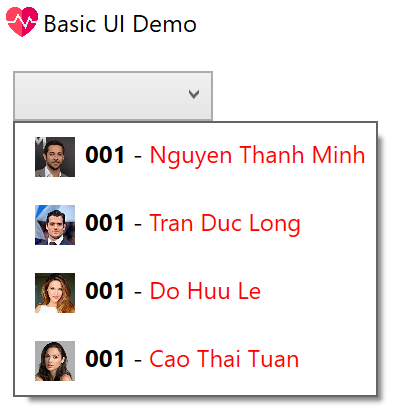 Basic UI Demo
001 - Nguyen Thanh Minh
001 - Tran Duc Long
001 - Do Huu Le
001 - Cao Thai Tuan